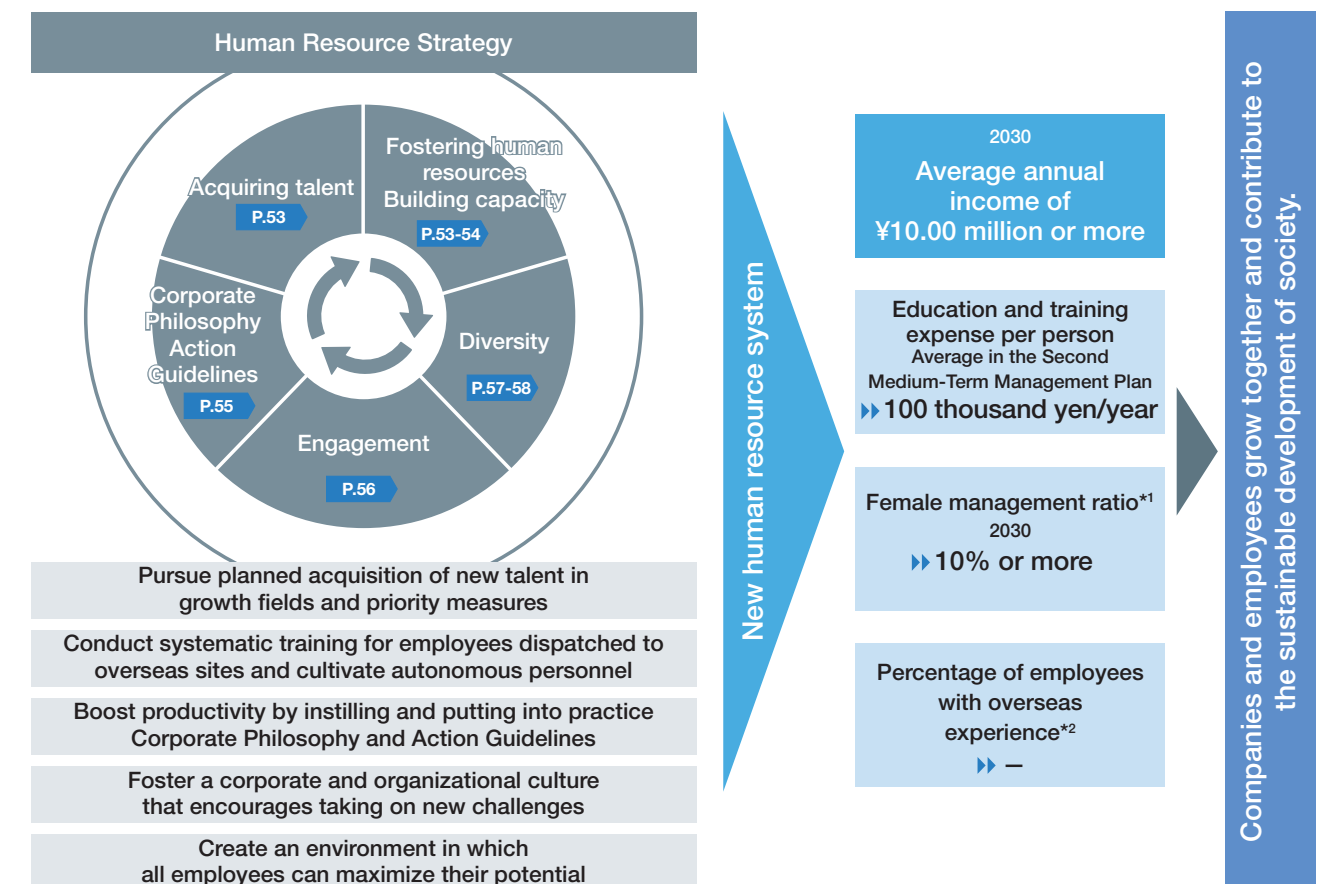 Human Resource Strategy
Acquiring talent
P.53
Fostering human
resources
Building capacity
P.53-54
Diversity
P.57-58
Engagement
P.56
Corporate
Philosophy
Action
Guidelines
P.55
Pursue planned acquisition of new talent in
growth fields and priority measures
Conduct systematic training for employees dispatched to
overseas sites and cultivate autonomous personnel
Boost productivity by instilling and putting into practice
Corporate Philosophy and Action Guidelines
Foster a corporate and organizational culture
that encourages taking on new challenges
Create an environment in which
all employees can maximize their potential
New human resource system
2030
Average annual
income of
¥10.00 million or more
Education and training
expense per person
Average in the Second
Medium-Term Management Plan
100 thousand yen/year
Female management ratio*1
2030
10% or more
Percentage of employees
with overseas
experience*2
–
Companies and employees grow together and contribute to
the sustainable development of society.